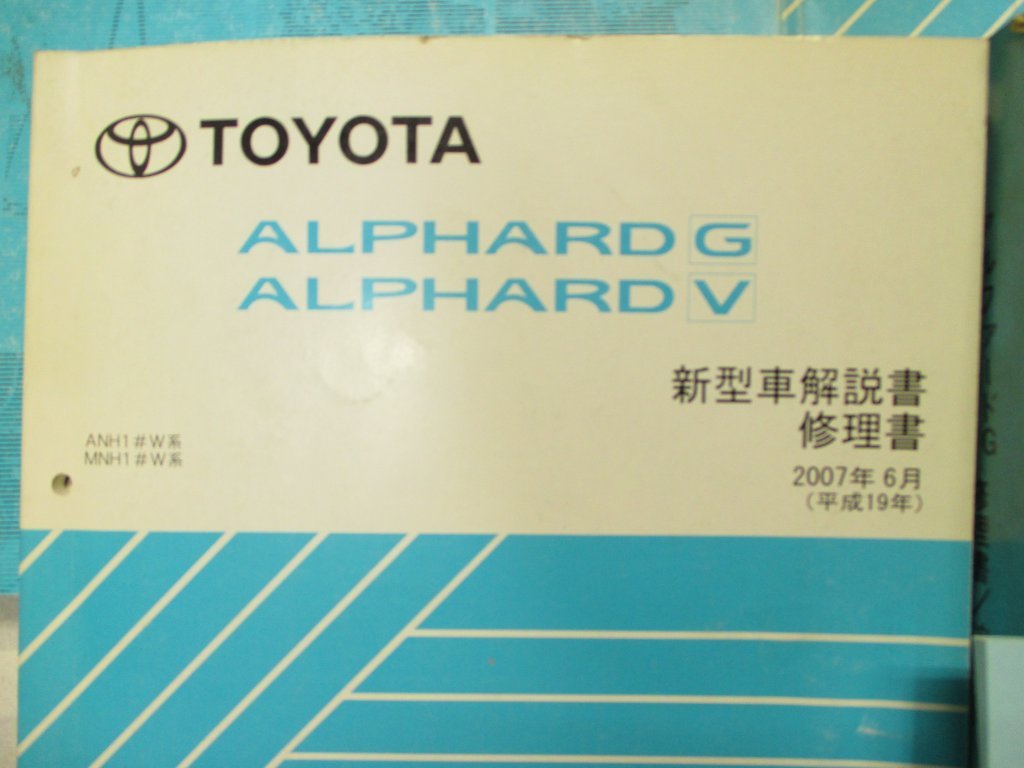 TOYOTA
ALPHARD G
ALPHARD V
新型車解説書
修理書
ANH1#W系
MNH1#W系
2007年 6月
(平成19年)